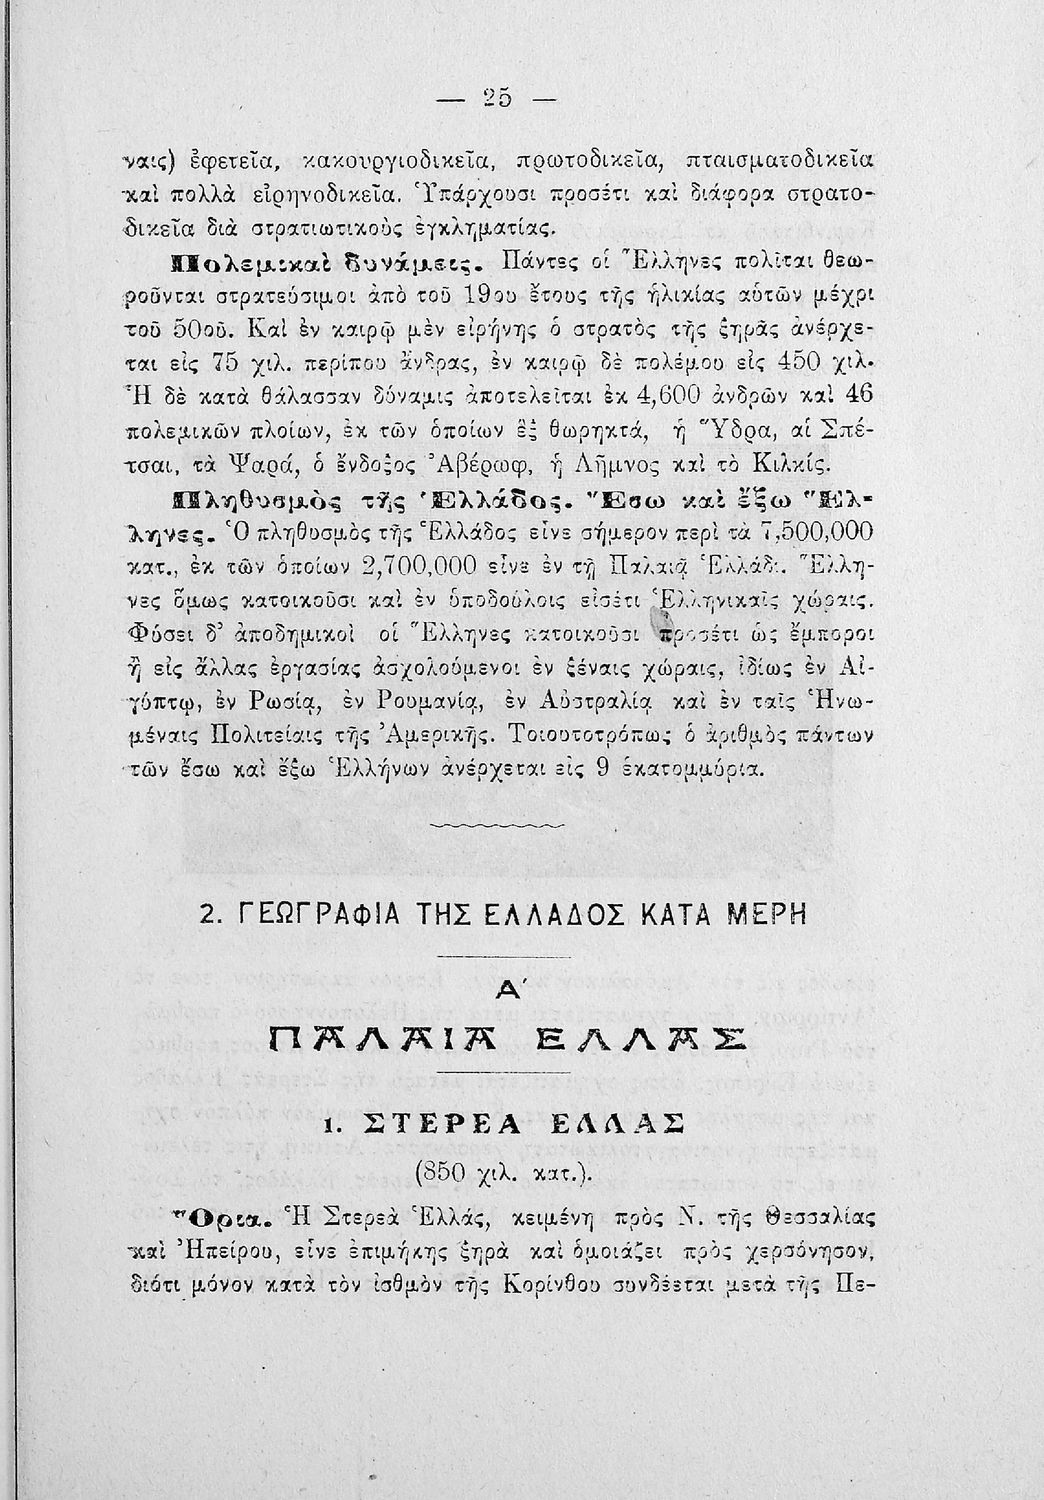 — 25 —
ναις) ἐφετεῖα, κακουργιοδικεῖα, πρωτοδικεῖα, πταισματοδικεῖα
καὶ πολλὰ εἰρηνοδικεῖα. Ὑπάρχουσι προσέτι καὶ διάφορα στρατο-
δικεῖα διὰ στρατιωτικοὺς ἐγκληματίας.
Πολεμικαὶ δυνάμεις. Πάντες οἱ Ἕλληνες πολῖται θεω-
ροῦνται στρατεύσιμοι ἀπὸ τοῦ 19ου ἔτους τῆς ἡλικίας αὐτῶν μέχρι
τοῦ 50οῦ. Καὶ ἐν καιρῷ μὲν εἰρήνης ὁ στρατὸς τῆς ξηρᾶς ἀνέρχε-
ται εἰς 75 χιλ. περίπου ἄνδρας, ἐν καιρῷ δὲ πολέμου εἰς 450 χιλ.
Ἡ δὲ κατὰ θάλασσαν δύναμις ἀποτελεῖται ἐκ 4,600 ἀνδρῶν καὶ 46
πολεμικῶν πλοίων, ἐκ τῶν ὁποίων ἓξ θωρηκτά, ἡ Ὕδρα, αἱ Σπέ-
τσαι, τὰ Ψαρά, ὁ ἔνδοξος Ἀβέρωφ, ἡ Λῆμνος καὶ τὸ Κιλκίς.
Πληθυσμὸς τῆς Ἑλλάδος. Ἔσω καὶ ἔξω Ἕλ-
ληνες. Ὁ πληθυσμὸς τῆς Ἑλλάδος εἶνε σήμερον περὶ τὰ 7,500,000
κατ., ἐκ τῶν ὁποίων 2,700,000 εἶνε ἐν τῇ Παλαιᾷ Ἑλλάδι. Ἕλλη-
νες ὅμως κατοικοῦσι καὶ ἐν ὑποδούλοις εἰσέτι Ἑλληνικαῖς χώραις.
Φύσει δ' ἀποδημικοὶ οἱ Ἕλληνες κατοικοῦσι προσέτι ὡς ἔμποροι
ἢ εἰς ἄλλας ἐργασίας ἀσχολούμενοι ἐν ξέναις χώραις, ἰδίως ἐν Αἰ-
γύπτῳ, ἐν Ρωσίᾳ, ἐν Ρουμανίᾳ, ἐν Αὐστραλίᾳ καὶ ἐν ταῖς Ἡνω-
μέναις Πολιτείαις τῆς Ἀμερικῆς. Τοιουτοτρόπως ὁ ἀριθμὸς πάντων
τῶν ἔσω καὶ ἔξω Ἑλλήνων ἀνέρχεται εἰς 9 ἑκατομμύρια.
2. ΓΕΩΓΡΑΦΙΑ ΤΗΣ ΕΛΛΑΔΟΣ ΚΑΤΑ ΜΕΡΗ
Α΄
ΠΑΛΑΙΑ ΕΛΛΑΣ
1. ΣΤΕΡΕΑ ΕΛΛΑΣ
(850 χιλ. κατ.).
Ὅρια. Ἡ Στερεὰ Ἑλλάς, κειμένη πρὸς Ν. τῆς Θεσσαλίας
καὶ Ἠπείρου, εἶνε ἐπιμήκης ξηρὰ καὶ ὁμοιάζει πρὸς χερσόνησον,
διότι μόνον κατὰ τὸν ἰσθμὸν τῆς Κορίνθου συνδέεται μετὰ τῆς Πε-